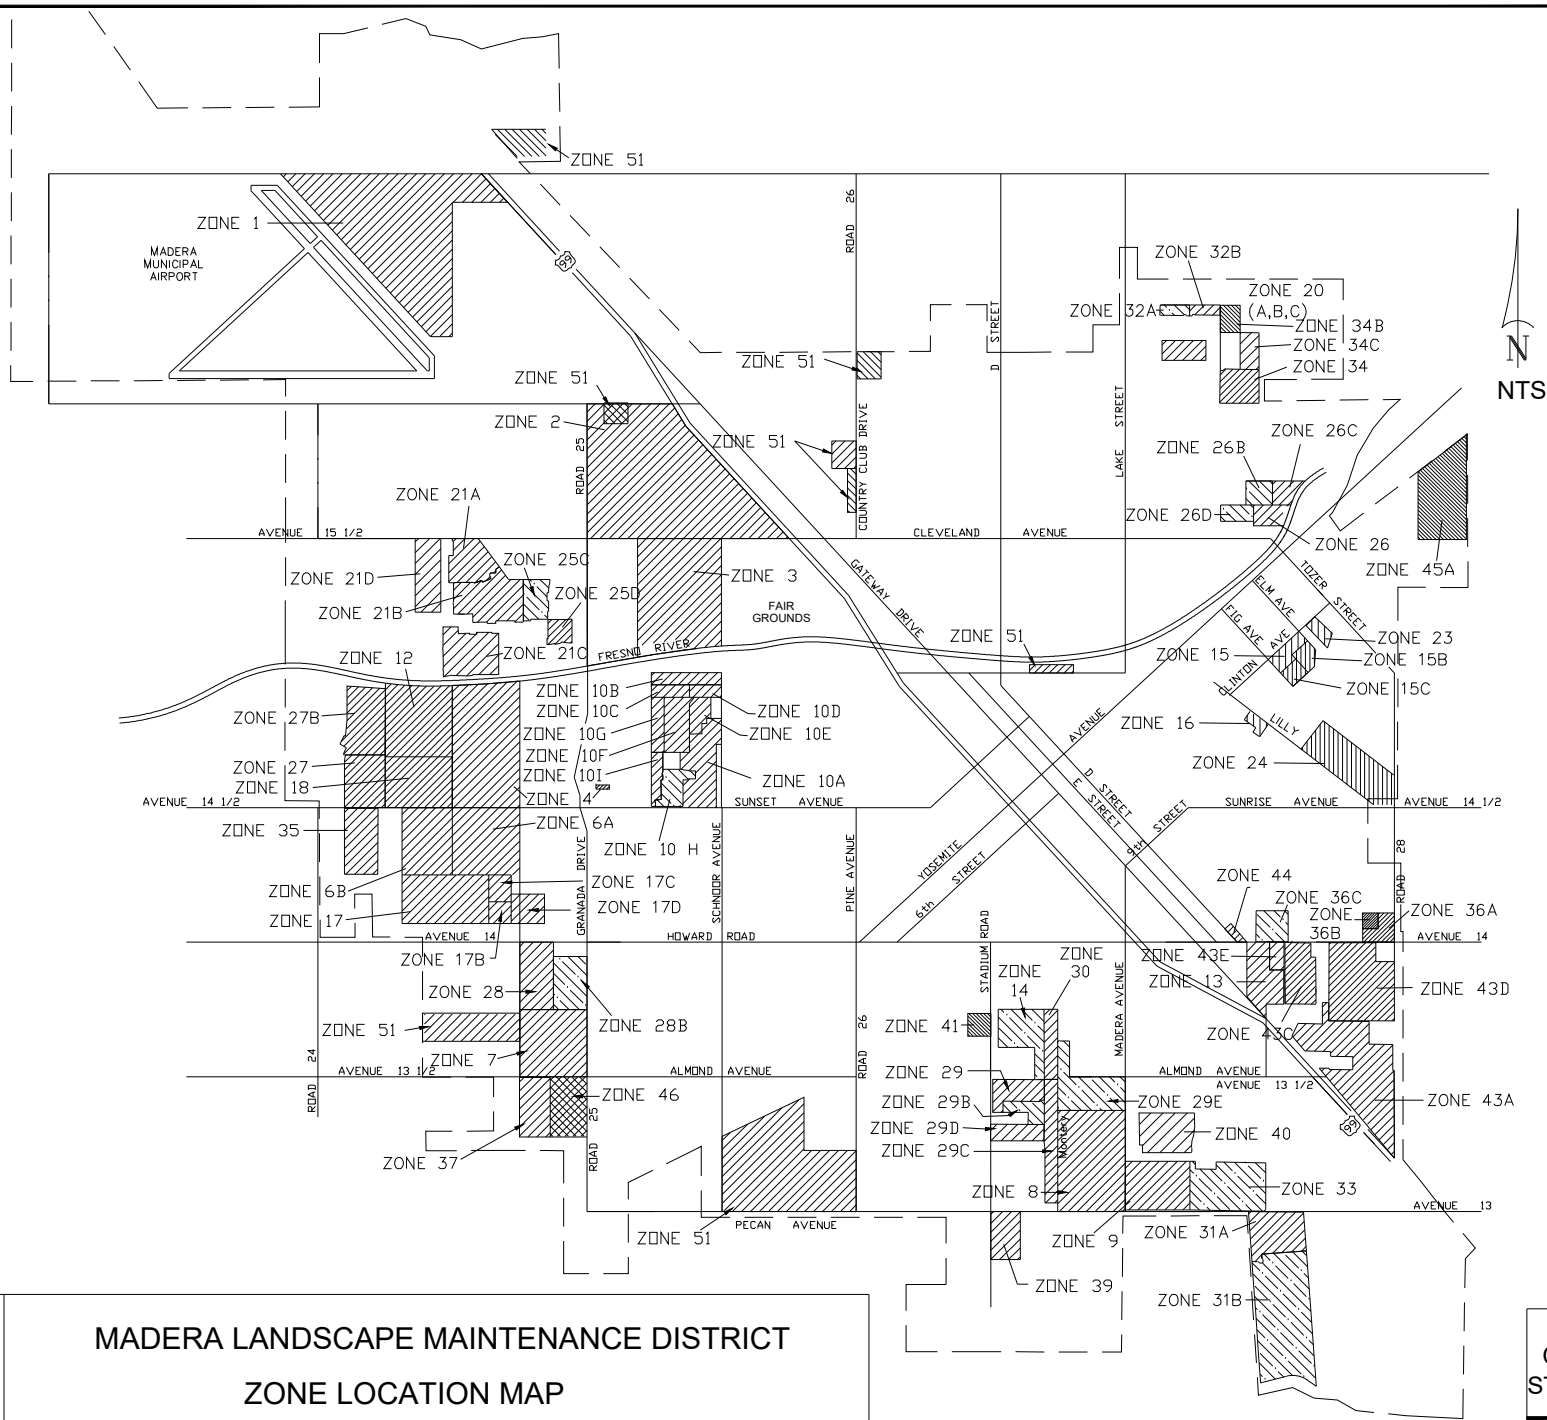 ZONE 51
ZONE 1
MADERA
MUNICIPAL
AIRPORT
99
ROAD 26
D STREET
LAKE STREET
ZONE 32B
ZONE 32A
ZONE 20
(A,B,C)
ZONE 34B
ZONE 34C
ZONE 34
N
NTS
ZONE 51
ZONE 2
ROAD 25
ZONE 51
ZONE 51
COUNTRY CLUB DRIVE
ZONE 26C
ZONE 26B
ZONE 26D
ZONE 26
ZONE 45A
ZONE 21A
AVENUE 15 1/2
CLEVELAND AVENUE
ZONE 21D
ZONE 25C
ZONE 21B
ZONE 25D
ZONE 21C
ZONE 3
FAIR
GROUNDS
GATEWAY DRIVE
FRESNO RIVER
ZONE 51
TOZER STREET
ELM AVE
FIG AVE
CLINTON AVE
ZONE 23
ZONE 15
ZONE 15B
ZONE 15C
ZONE 16
LILLY
ZONE 24
ZONE 12
ZONE 27B
ZONE 27
ZONE 18
ZONE 10B
ZONE 10C
ZONE 10G
ZONE 10F
ZONE 10I
ZONE 10D
ZONE 10E
ZONE 10A
ZONE 4
AVENUE 14 1/2
SUNSET AVENUE
YOSEMITE AVENUE
6th STREET
D STREET
E STREET
9th STREET
SUNRISE AVENUE
AVENUE 14 1/2
ZONE 35
ZONE 6A
ZONE 10 H
ZONE 6B
ZONE 17C
ZONE 17
ZONE 17D
ZONE 17B
GRANADA DRIVE
SCHNOOR AVENUE
PINE AVENUE
ROAD 28
ZONE 44
ZONE 36C
ZONE
36B
ZONE 36A
AVENUE 14
HOWARD ROAD
AVENUE 14
STADIUM ROAD
MADERA AVENUE
ZONE 28
ZONE 28B
ZONE 51
ZONE 7
ZONE
14
ZONE
30
ZONE 41
ZONE 43E
ZONE 13
ZONE 43C
ZONE 43D
ROAD 24
AVENUE 13 1/2
ALMOND AVENUE
ROAD 26
ALMOND AVENUE
AVENUE 13 1/2
ZONE 46
ZONE 37
ROAD 25
ZONE 29
ZONE 29B
ZONE 29D
ZONE 29C
ZONE 29E
Montery
ZONE 40
ZONE 43A
99
ZONE 8
ZONE 33
ZONE 51
PECAN AVENUE
ZONE 9
ZONE 31A
AVENUE 13
ZONE 39
ZONE 31B
MADERA LANDSCAPE MAINTENANCE DISTRICT
ZONE LOCATION MAP